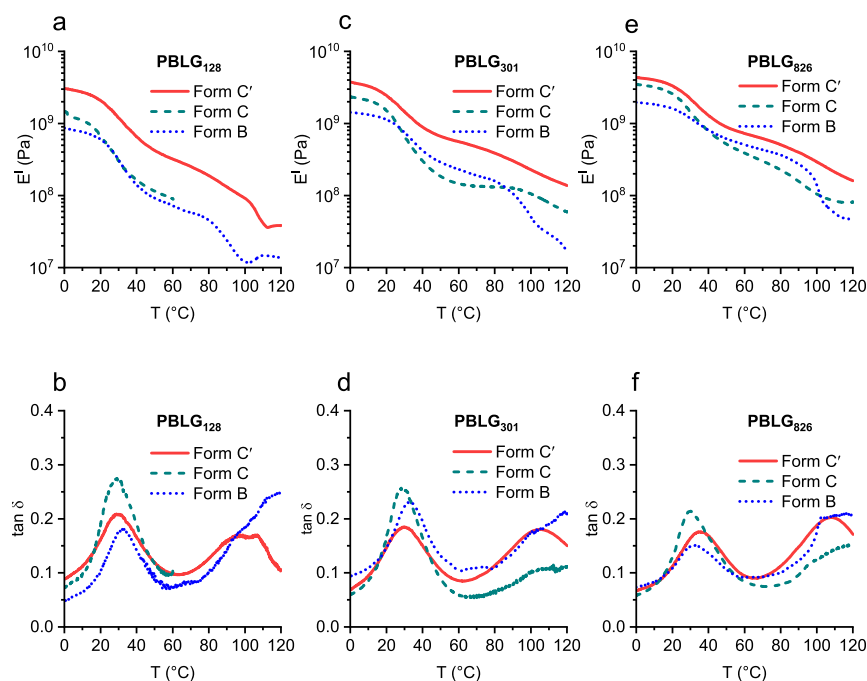 a
PBLG128
Form C′
Form C
Form B
10¹⁰
10⁹
10⁸
10⁷
E' (Pa)
0 20 40 60 80 100 120
T (°C)
c
PBLG301
Form C′
Form C
Form B
10¹⁰
10⁹
10⁸
10⁷
E' (Pa)
0 20 40 60 80 100 120
T (°C)
e
PBLG826
Form C′
Form C
Form B
10¹⁰
10⁹
10⁸
10⁷
E' (Pa)
0 20 40 60 80 100 120
T (°C)
b
PBLG128
Form C′
Form C
Form B
0.4
0.3
0.2
0.1
0.0
tan δ
0 20 40 60 80 100 120
T (°C)
d
PBLG301
Form C′
Form C
Form B
0.4
0.3
0.2
0.1
0.0
tan δ
0 20 40 60 80 100 120
T (°C)
f
PBLG826
Form C′
Form C
Form B
0.4
0.3
0.2
0.1
0.0
tan δ
0 20 40 60 80 100 120
T (°C)